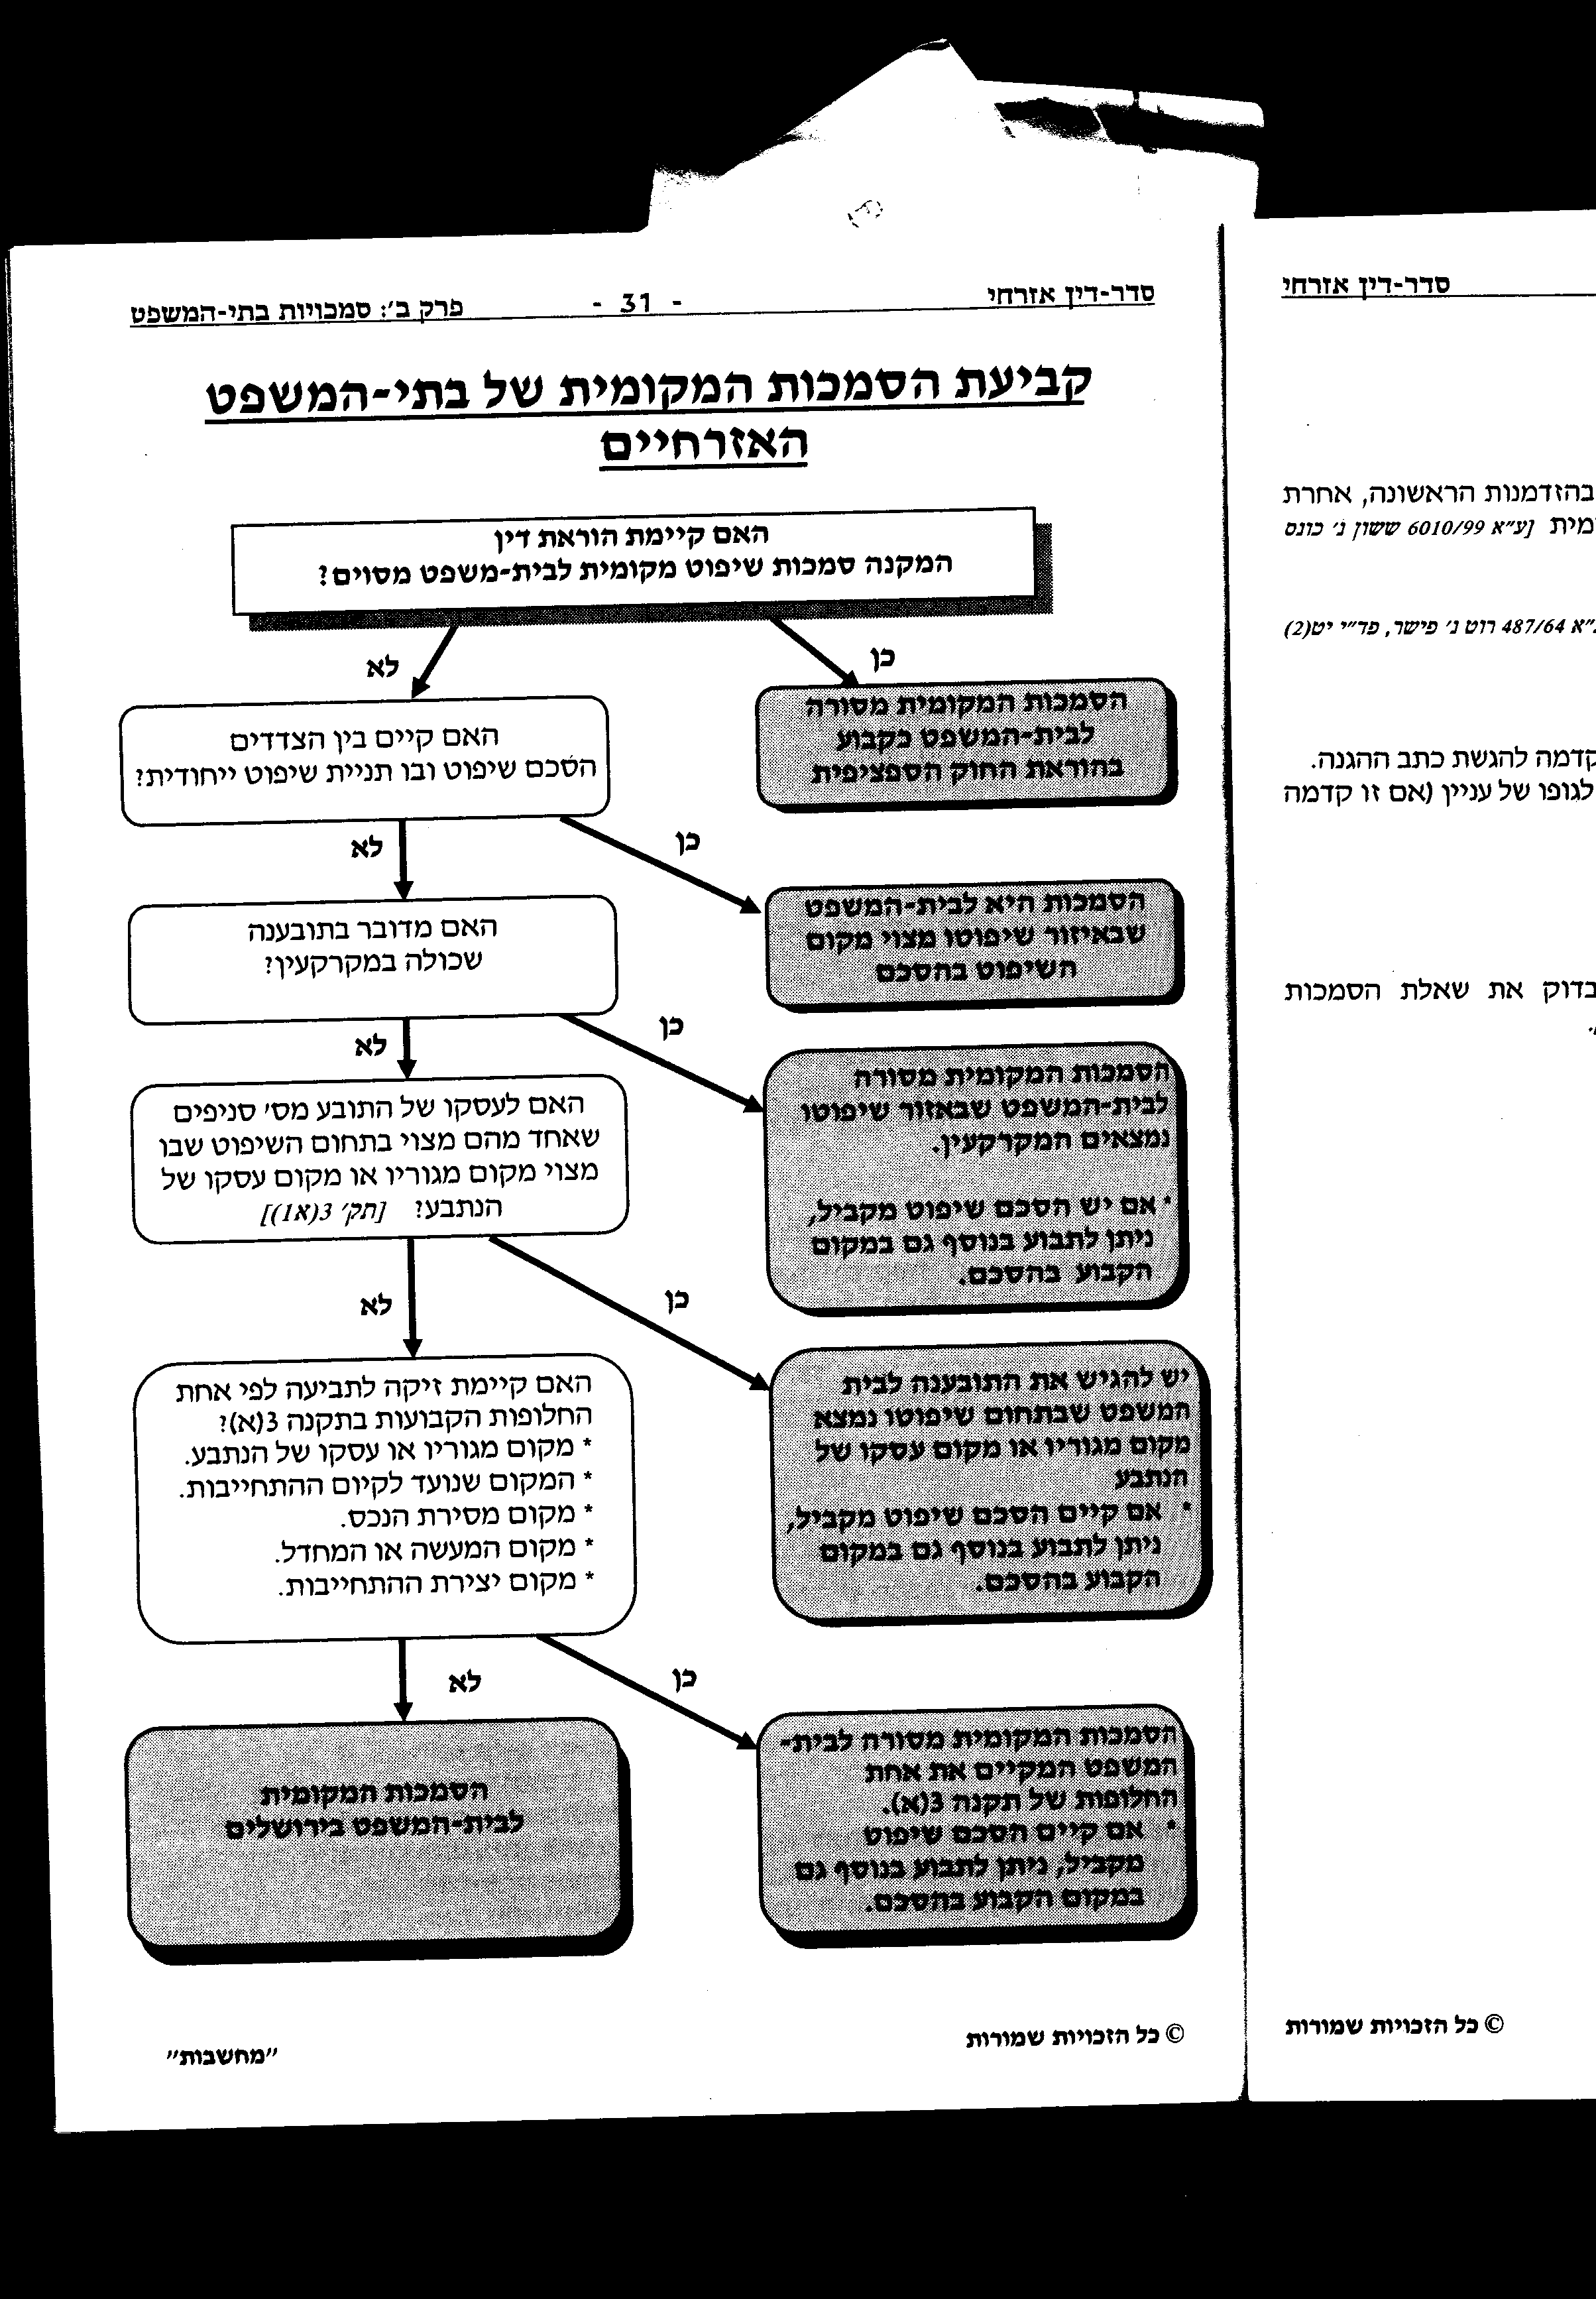 סדר-דין אזרחי - 31 - פרק ב': סמכויות בתי-המשפט
קביעת הסמכות המקומית של בתי-המשפט
האזרחיים
האם קיימת הוראת דין
המקנה סמכות שיפוט מקומית לבית-משפט מסוים?
כן
לא
הסמכות המקומית מסורה
לבית-המשפט כקבוע
בהוראת החוק הספציפית
האם קיים בין הצדדים
הסכם שיפוט ובו תניית שיפוט ייחודית?
כן
לא
הסמכות היא לבית-המשפט
שבאיזור שיפוטו מצוי מקום
השיפוט בהסכם
האם מדובר בתובענה
שכולה במקרקעין?
כן
לא
הסמכות המקומית מסורה
לבית-המשפט שבאזור שיפוטו
נמצאים המקרקעין.
* אם יש הסכם שיפוט מקביל,
ניתן לתבוע בנוסף גם במקום
הקבוע בהסכם.
האם לעסקו של התובע מס' סניפים
שאחד מהם מצוי בתחום השיפוט שבו
מצוי מקום מגוריו או מקום עסקו של
הנתבע? [תק' 3(א1)]
כן
לא
יש להגיש את התובענה לבית
המשפט שבתחום שיפוטו נמצא
מקום מגוריו או מקום עסקו של
הנתבע
* אם קיים הסכם שיפוט מקביל,
ניתן לתבוע בנוסף גם במקום
הקבוע בהסכם.
האם קיימת זיקה לתביעה לפי אחת
החלופות הקבועות בתקנה 3(א)?
* מקום מגוריו או עסקו של הנתבע.
* המקום שנועד לקיום ההתחייבות.
* מקום מסירת הנכס.
* מקום המעשה או המחדל.
* מקום יצירת ההתחייבות.
כן
לא
הסמכות המקומית מסורה לבית-
המשפט המקיים את אחת
החלופות של תקנה 3(א).
* אם קיים הסכם שיפוט
מקביל, ניתן לתבוע בנוסף גם
במקום הקבוע בהסכם.
הסמכות המקומית
לבית-המשפט בירושלים
© כל הזכויות שמורות "מחשבות"
סדר-דין אזרחי
בהזדמנות הראשונה, אחרת
[ע"א 6010/99 ששון נ' כונס
487/64 רוט נ' פישר, פד"י יט(2)
להגשת כתב ההגנה.
לגופו של עניין (אם זו קדמה
את שאלת הסמכות
© כל הזכויות שמורות